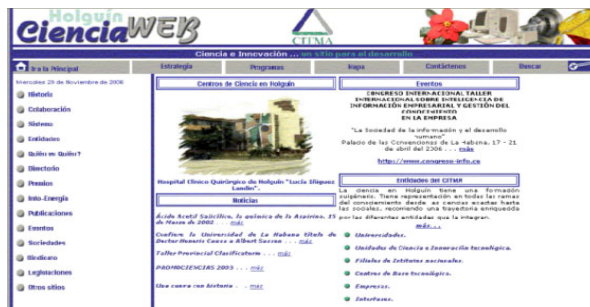 Holguín
CienciaWEB
CITMA
Ciencia e Innovación ... un sitio para el desarrollo
Ir a la Principal
Estrategia
Programas
Mapa
Contáctenos
Buscar
Miercoles 29 de Noviembre de 2006
Historia
Colaboración
Sistema
Entidades
Quién es Quién?
Directorio
Premios
Info-Energía
Publicaciones
Eventos
Sociedades
Sindicato
Legislaciones
Otros sitios
Centros de Ciencia en Holguín
Hospital Clínico Quirúrgico de Holguín "Lucía Iñiguez
Landín".
Noticias
Ácido Acetil Salicílico, la química de la Aspirina. 15
de Marzo de 2002 . . . más
Confiere la Universidad de La Habana título de
Doctor Honoris Causa a Albert Sacron . . . más
Taller Provincial Clasificatorio . . . más
PROMOCIENCIAS 2005 . . . más
Una cuerra con historia . . más
Eventos
CONGRESO INTERNACIONAL TALLER
INTERNACIONAL SOBRE INTELIGENCIA DE
INFORMACIÓN EMPRESARIAL Y GESTIÓN DEL
CONOCIMIENTO
EN LA EMPRESA
"La Sociedad de la información y el desarrollo
humano"
Palacio de las Convenciones de La Habana, 17 - 21
de abril del 2006 . . . más
http://www.congreso-info.cu
Entidades del CITMA
La ciencia en Holguín tiene una formación
exigéneris. Tiene representación en todas las ramas
del conocimiento desde las ciencias exactas hasta
las sociales, recorriendo una trayectoria enriquecida
por las diferentes entidades que la integran.
más...
Universidades.
Unidades de Ciencia e Innovación tecnológica.
Filiales de Institutos nacionales.
Centros de Base tecnológica.
Empresas.
Interfases.